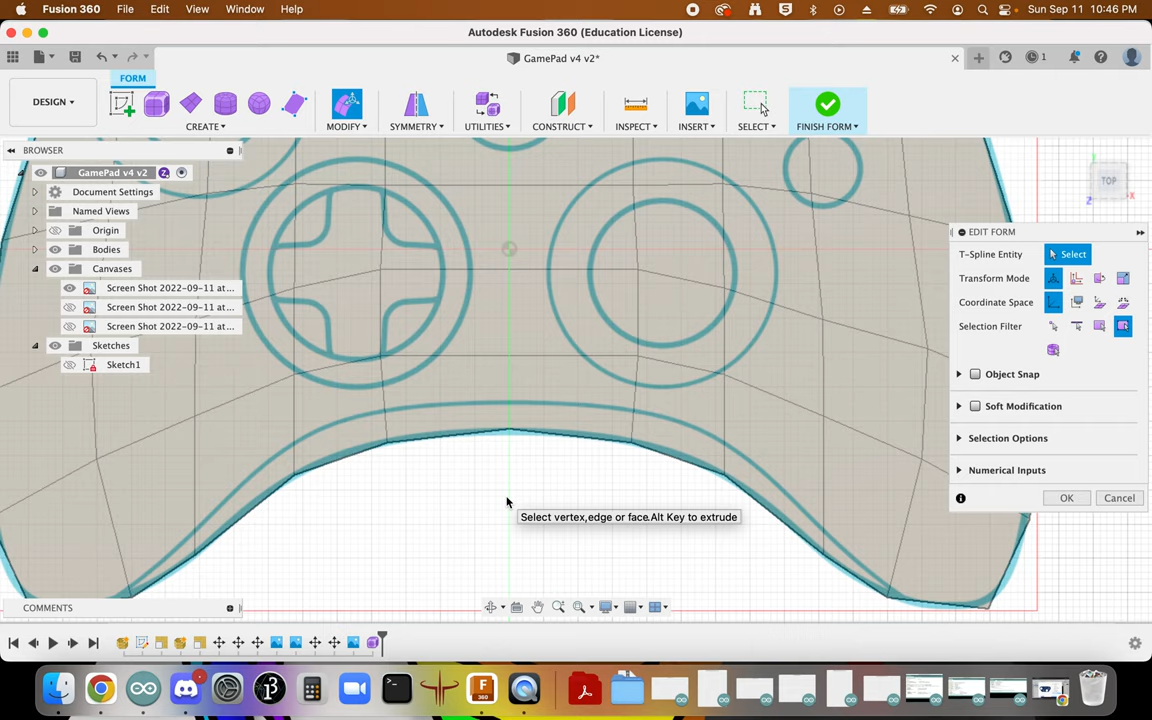 Fusion 360 File Edit View Window Help Sun Sep 11 10:46 PM
Autodesk Fusion 360 (Education License)
GamePad v4 v2*
1
FORM
DESIGN
CREATE MODIFY SYMMETRY UTILITIES CONSTRUCT INSPECT INSERT SELECT FINISH FORM
BROWSER
GamePad v4 v2
Document Settings
Named Views
Origin
Bodies
Canvases
Screen Shot 2022-09-11 at...
Screen Shot 2022-09-11 at...
Screen Shot 2022-09-11 at...
Sketches
Sketch1
TOP
X
Z
EDIT FORM
T-Spline Entity Select
Transform Mode
Coordinate Space
Selection Filter
Object Snap
Soft Modification
Selection Options
Numerical Inputs
OK Cancel
Select vertex,edge or face.Alt Key to extrude
COMMENTS